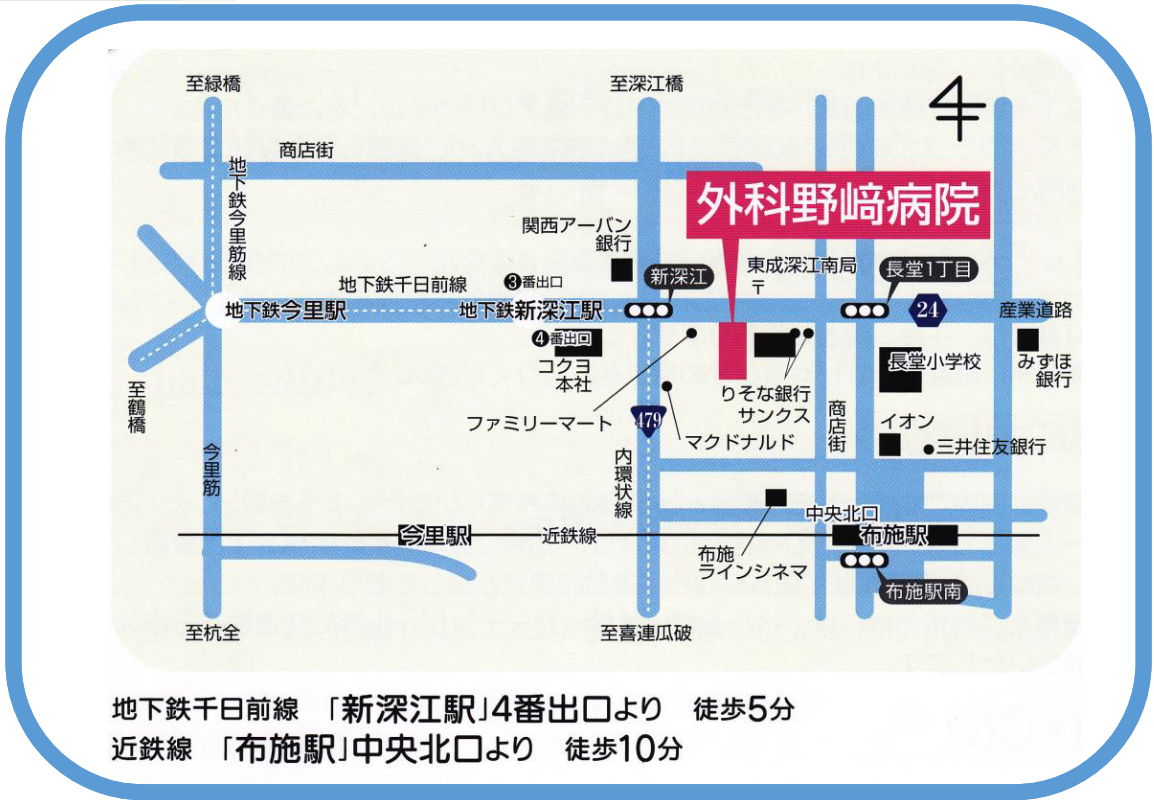 至緑橋
至深江橋
商店街
地下鉄今里筋線
外科野﨑病院
関西アーバン
銀行
新深江
東成深江南局
〒
長堂1丁目
地下鉄千日前線
❸番出口
地下鉄今里駅
地下鉄新深江駅
24
産業道路
❹番出口
コクヨ
本社
長堂小学校
みずほ
銀行
至鶴橋
りそな銀行
サンクス
ファミリーマート
479
マクドナルド
商店街
イオン
三井住友銀行
今里筋
内環状線
中央北口
今里駅
近鉄線
布施駅
布施
ラインシネマ
布施駅南
至杭全
至喜連瓜破
地下鉄千日前線 「新深江駅」4番出口より 徒歩5分
近鉄線 「布施駅」中央北口より 徒歩10分